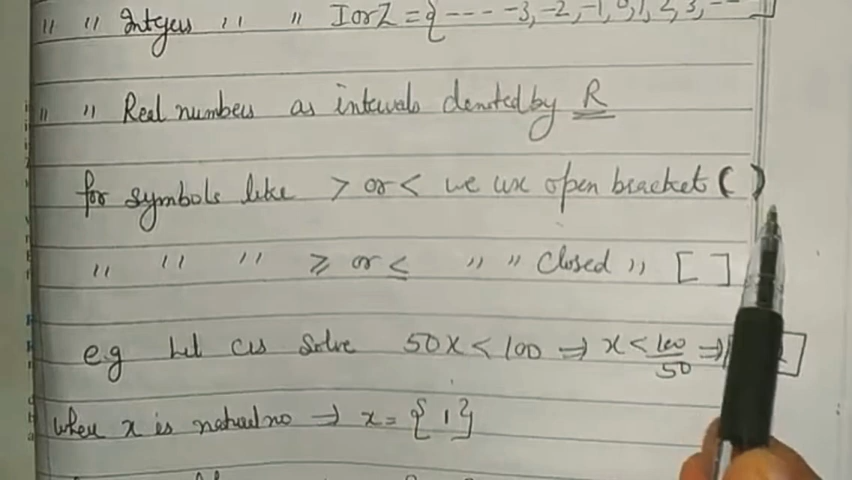 " " Integers " " I or Z = {---- -3, -2, -1, 0, 1, 2, 3, --
" " Real numbers as intervals denoted by R
for symbols like > or < we use open brackets ( )
" " " ≥ or ≤ " " Closed " [ ]
e.g Let us solve 50x < 100 ⇒ x < 100/50 ⇒
when x is natural no ⇒ x = { 1 }